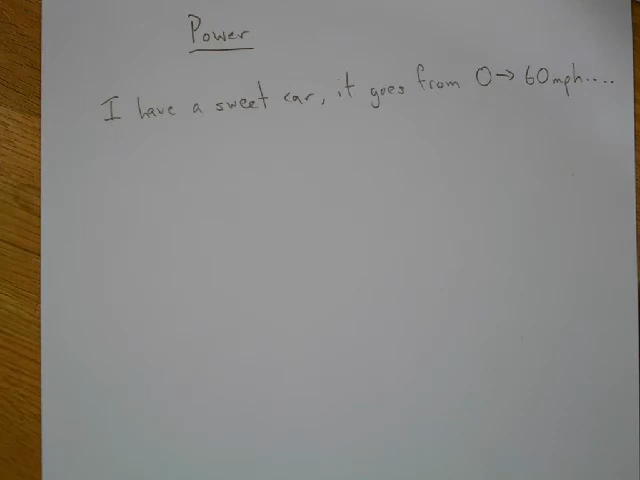 Power
I have a sweet car, it goes from 0→ 60mph....